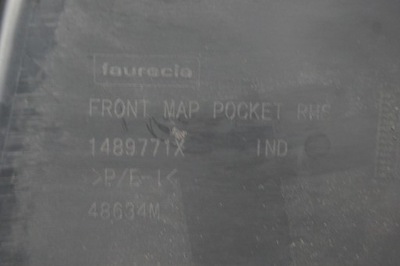 faurecia
FRONT MAP POCKET RHS
1489771X IND
>P/E-I<
48634M